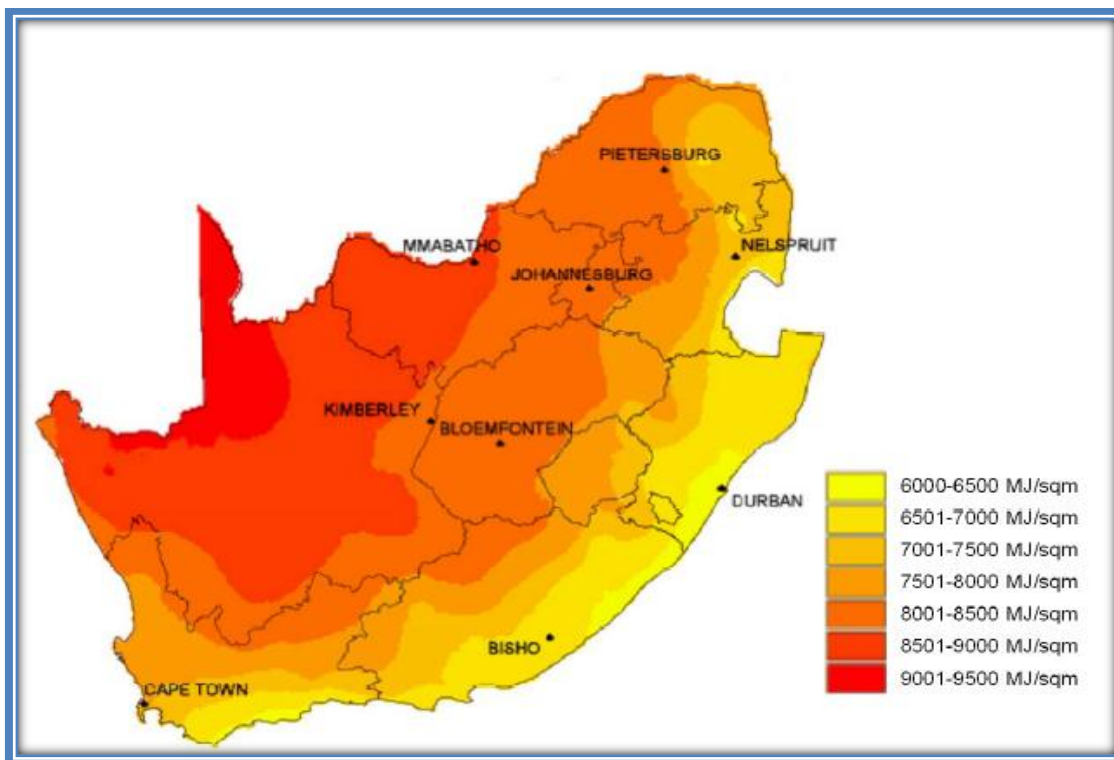 PIETERSBURG
MMABATHO
NELSPRUIT
JOHANNESBURG
KIMBERLEY
BLOEMFONTEIN
DURBAN
BISHO
CAPE TOWN
6000-6500 MJ/sqm
6501-7000 MJ/sqm
7001-7500 MJ/sqm
7501-8000 MJ/sqm
8001-8500 MJ/sqm
8501-9000 MJ/sqm
9001-9500 MJ/sqm